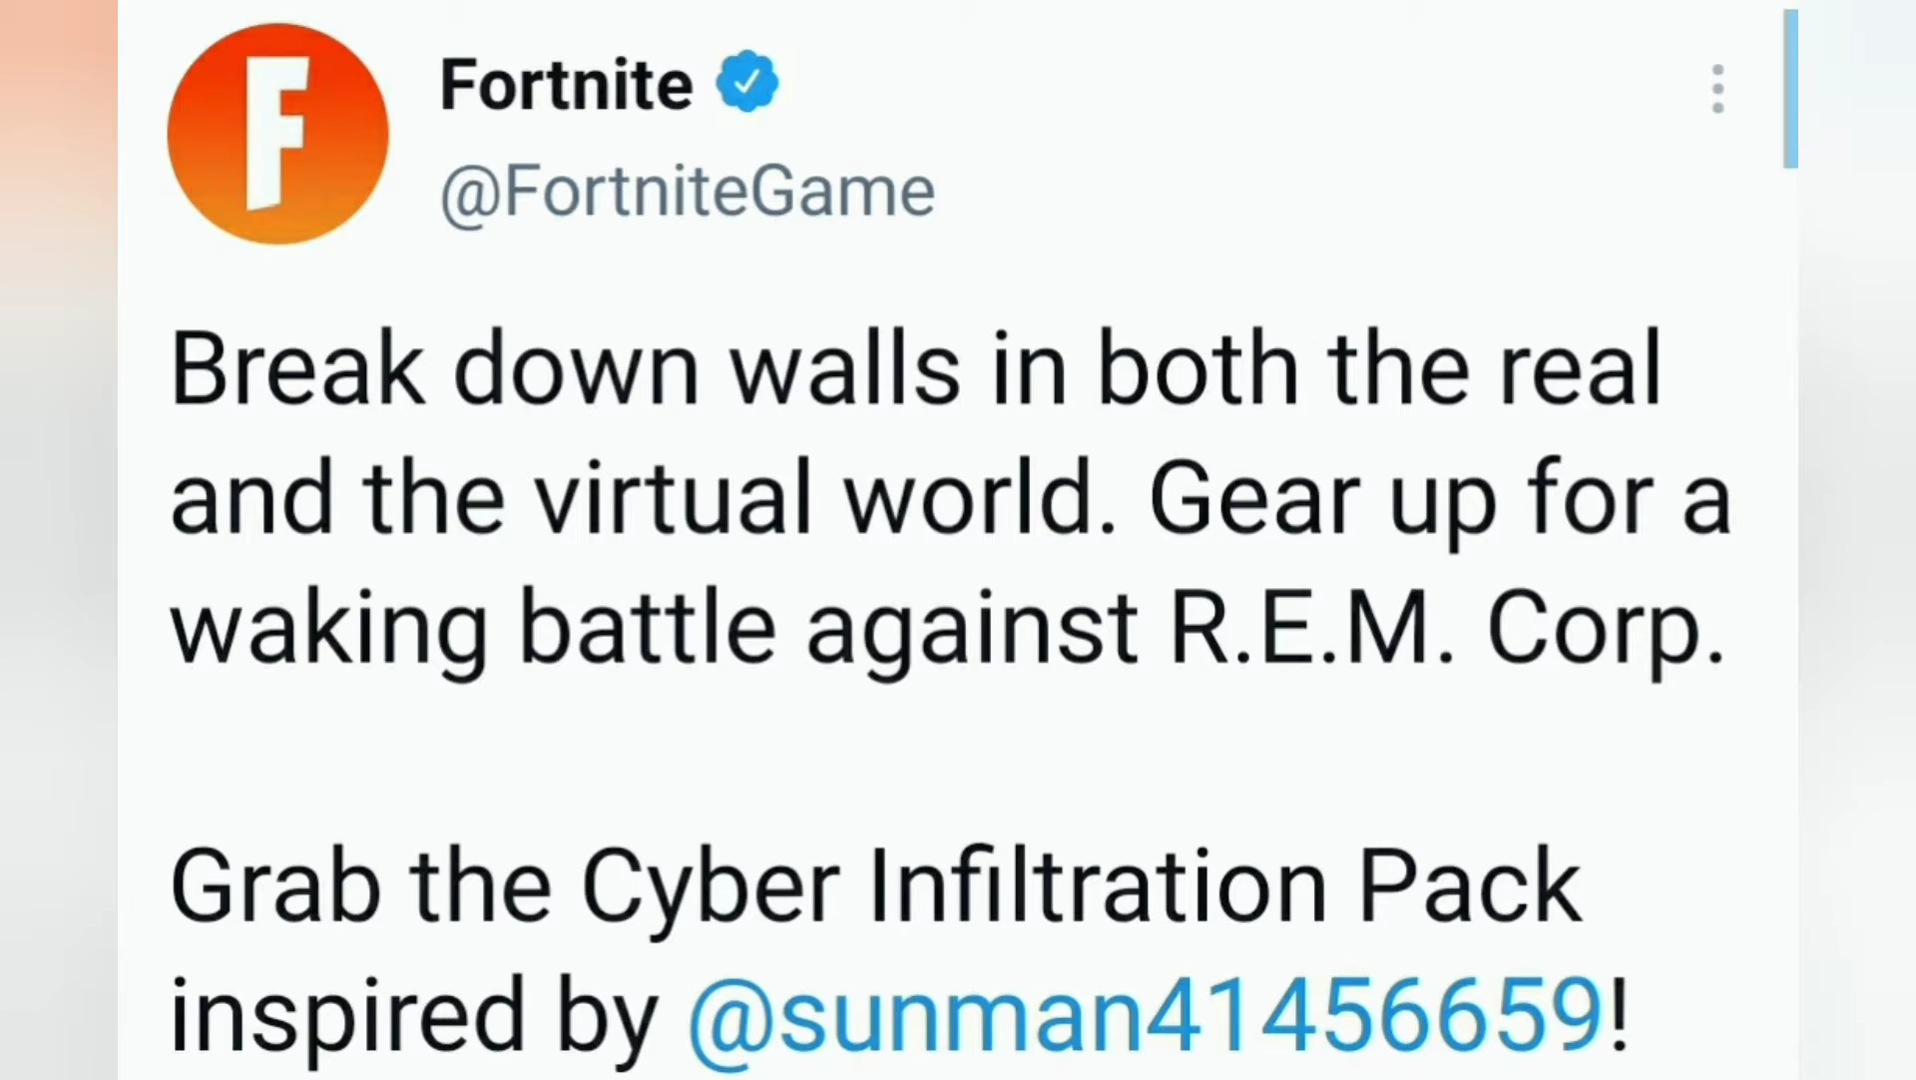 F
Fortnite
@FortniteGame
Break down walls in both the real
and the virtual world. Gear up for a
waking battle against R.E.M. Corp.
Grab the Cyber Infiltration Pack
inspired by @sunman41456659!